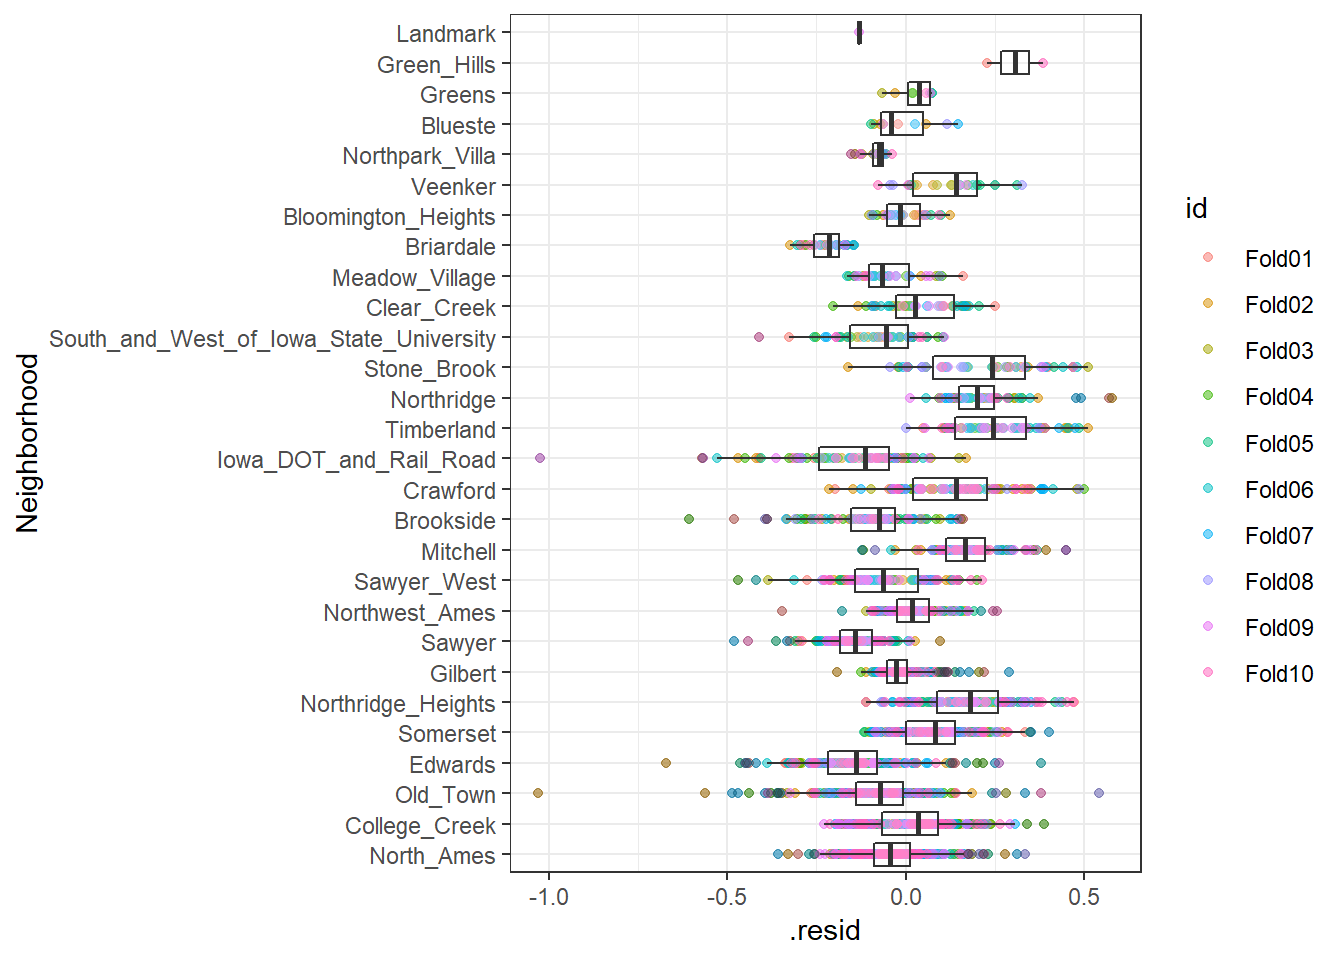 Landmark
Green_Hills
Greens
Blueste
Northpark_Villa
Veenker
Bloomington_Heights
Briardale
Meadow_Village
Clear_Creek
South_and_West_of_Iowa_State_University
Stone_Brook
Northridge
Timberland
Iowa_DOT_and_Rail_Road
Crawford
Brookside
Mitchell
Sawyer_West
Northwest_Ames
Sawyer
Gilbert
Northridge_Heights
Somerset
Edwards
Old_Town
College_Creek
North_Ames
Neighborhood
-1.0 -0.5 0.0 0.5
.resid
id
Fold01
Fold02
Fold03
Fold04
Fold05
Fold06
Fold07
Fold08
Fold09
Fold10